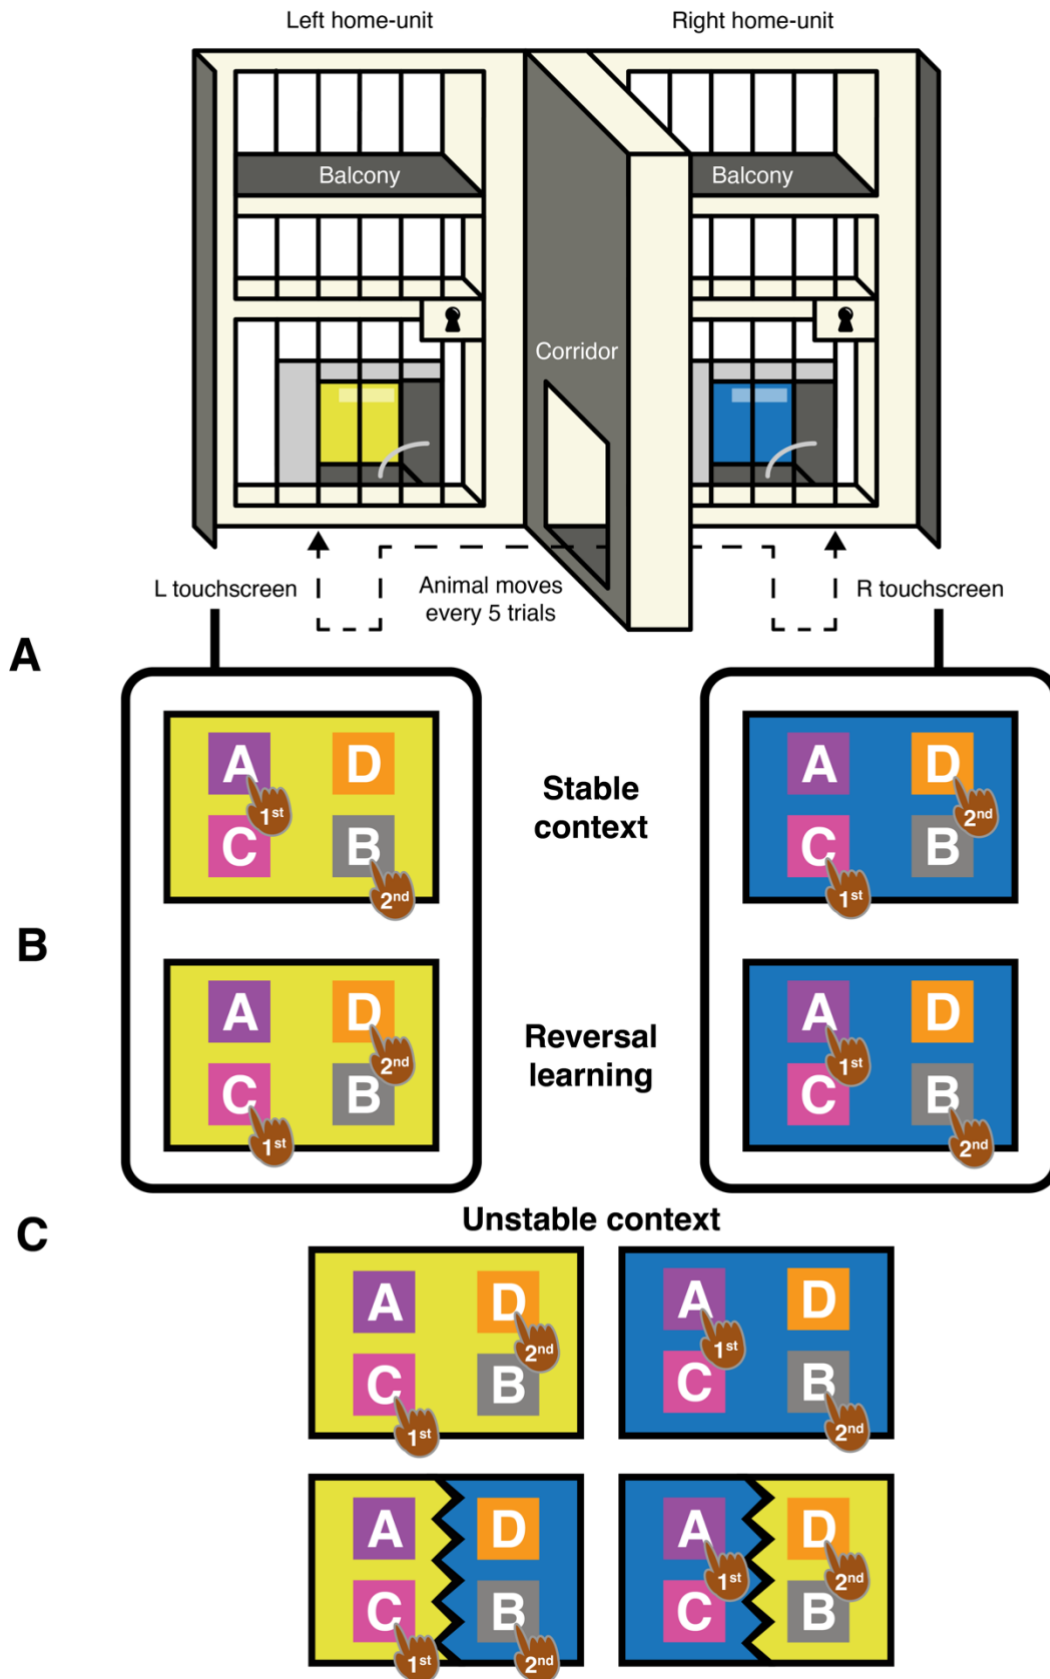 Left home-unit
Right home-unit
Balcony
Balcony
Corridor
L touchscreen
Animal moves
every 5 trials
R touchscreen
A
A
D
C
B
1st
2nd
Stable
context
A
D
C
B
2nd
1st
B
A
D
C
B
2nd
1st
Reversal
learning
A
D
C
B
1st
2nd
C
Unstable context
A
D
C
B
2nd
1st
A
D
C
B
1st
2nd
A
D
C
B
1st
2nd
A
D
C
B
1st
2nd